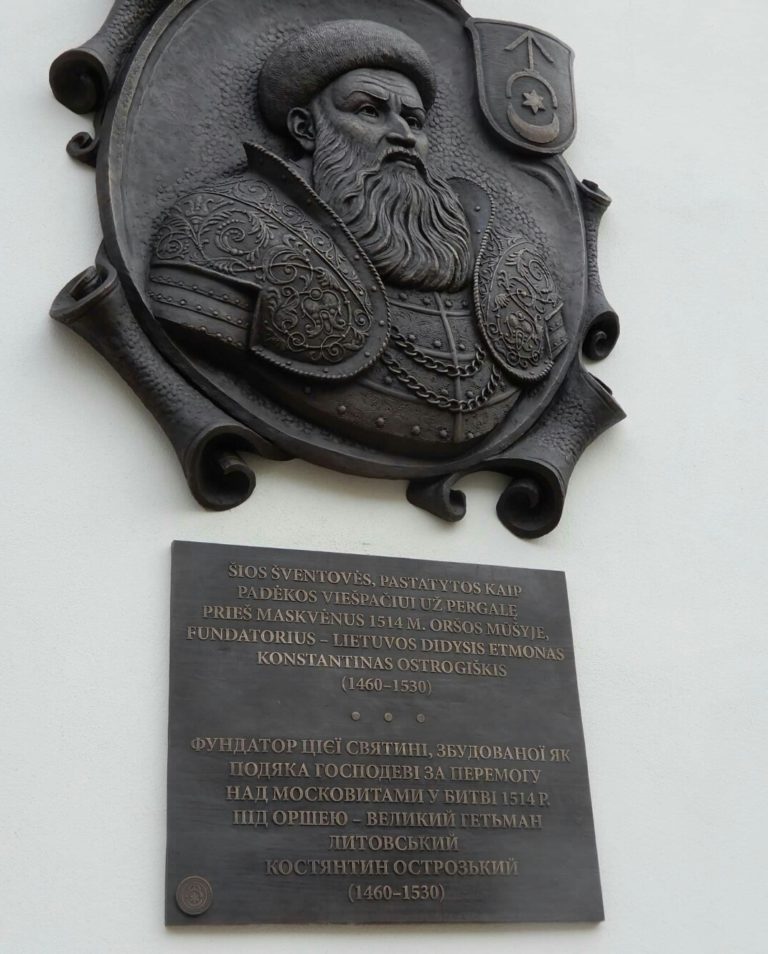 ŠIOS ŠVENTOVĖS, PASTATYTOS KAIP
PADĖKOS VIEŠPAČIUI UŽ PERGALĘ
PRIEŠ MASKVĖNUS 1514 M. ORŠOS MŪŠYJE,
FUNDATORIUS – LIETUVOS DIDYSIS ETMONAS
KONSTANTINAS OSTROGIŠKIS
(1460–1530)
ФУНДАТОР ЦІЄЇ СВЯТИНІ, ЗБУДОВАНОЇ ЯК
ПОДЯКА ГОСПОДЕВІ ЗА ПЕРЕМОГУ
НАД МОСКОВИТАМИ У БИТВІ 1514 Р.
ПІД ОРШЕЮ – ВЕЛИКИЙ ГЕТЬМАН
ЛИТОВСЬКИЙ
КОСТЯНТИН ОСТРОЗЬКИЙ
(1460–1530)